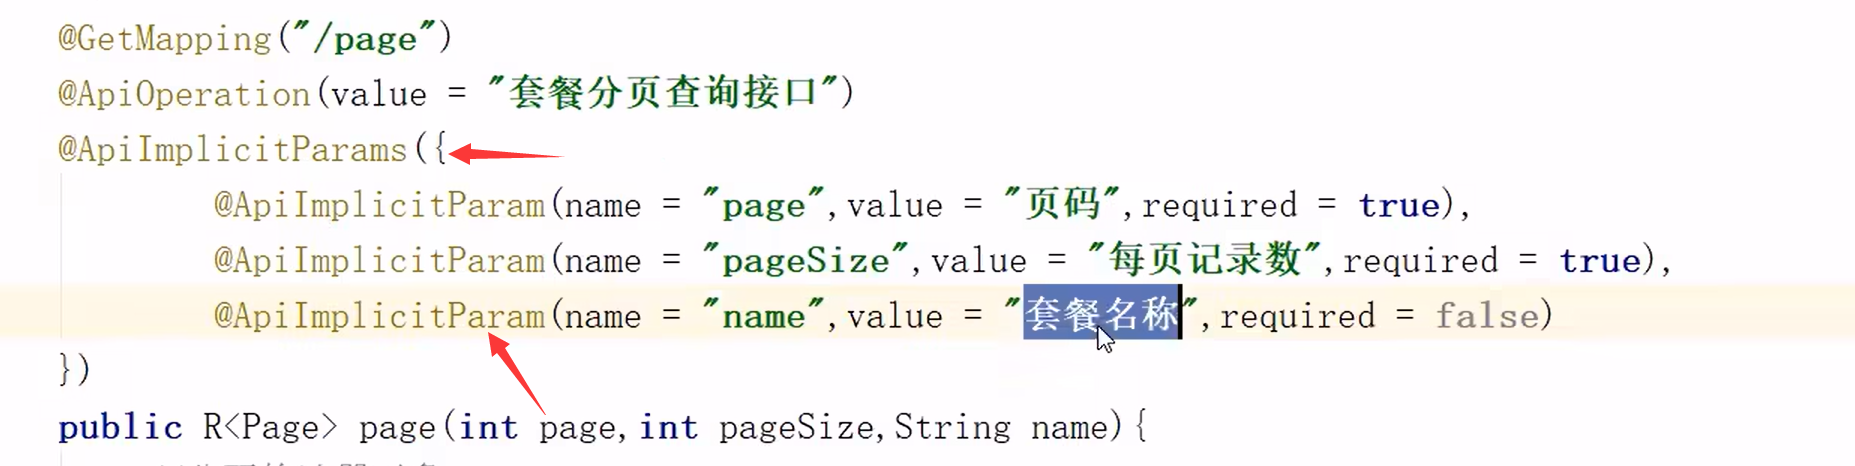 @GetMapping("/page")
@ApiOperation(value = "套餐分页查询接口")
@ApiImplicitParams({
@ApiImplicitParam(name = "page",value = "页码",required = true),
@ApiImplicitParam(name = "pageSize",value = "每页记录数",required = true),
@ApiImplicitParam(name = "name",value = "套餐名称",required = false)
})
public R<Page> page(int page,int pageSize,String name){